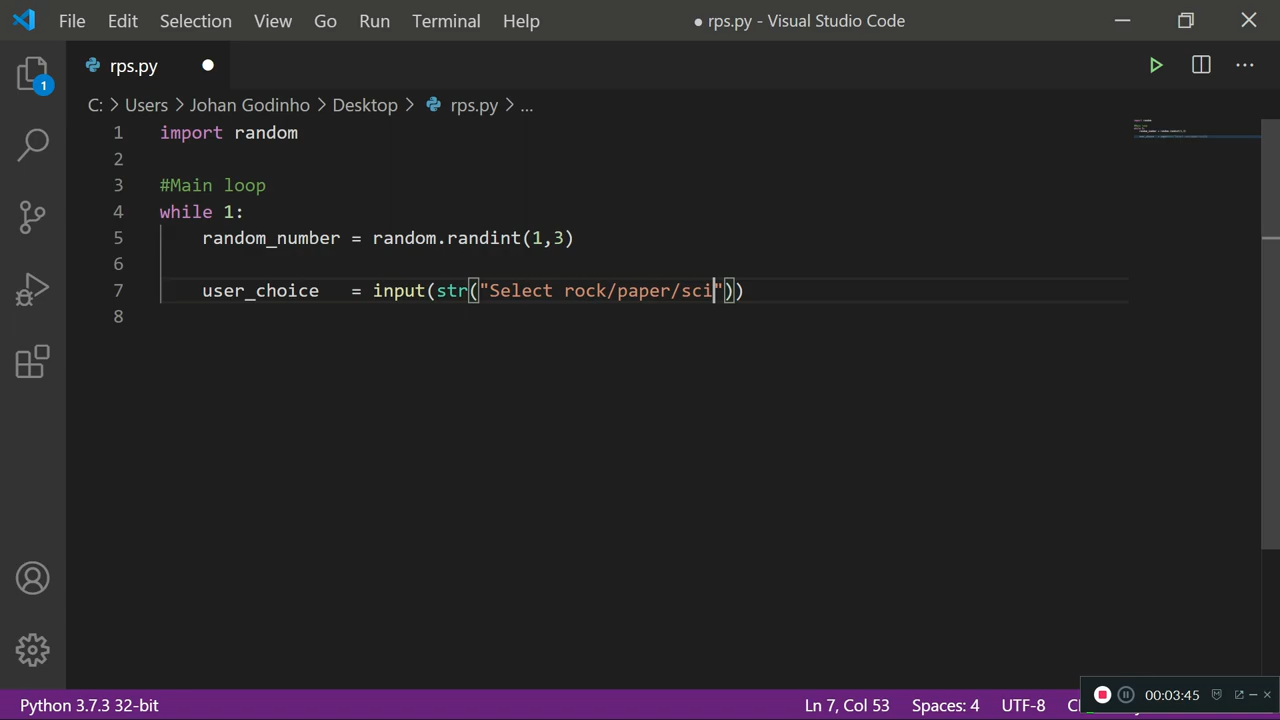 File Edit Selection View Go Run Terminal Help ● rps.py - Visual Studio Code
rps.py
1
C: > Users > Johan Godinho > Desktop > rps.py > ...
1 import random
2
3 #Main loop
4 while 1:
5 random_number = random.randint(1,3)
6
7 user_choice = input(str("Select rock/paper/sci"))
8
Python 3.7.3 32-bit Ln 7, Col 53 Spaces: 4 UTF-8
00:03:45